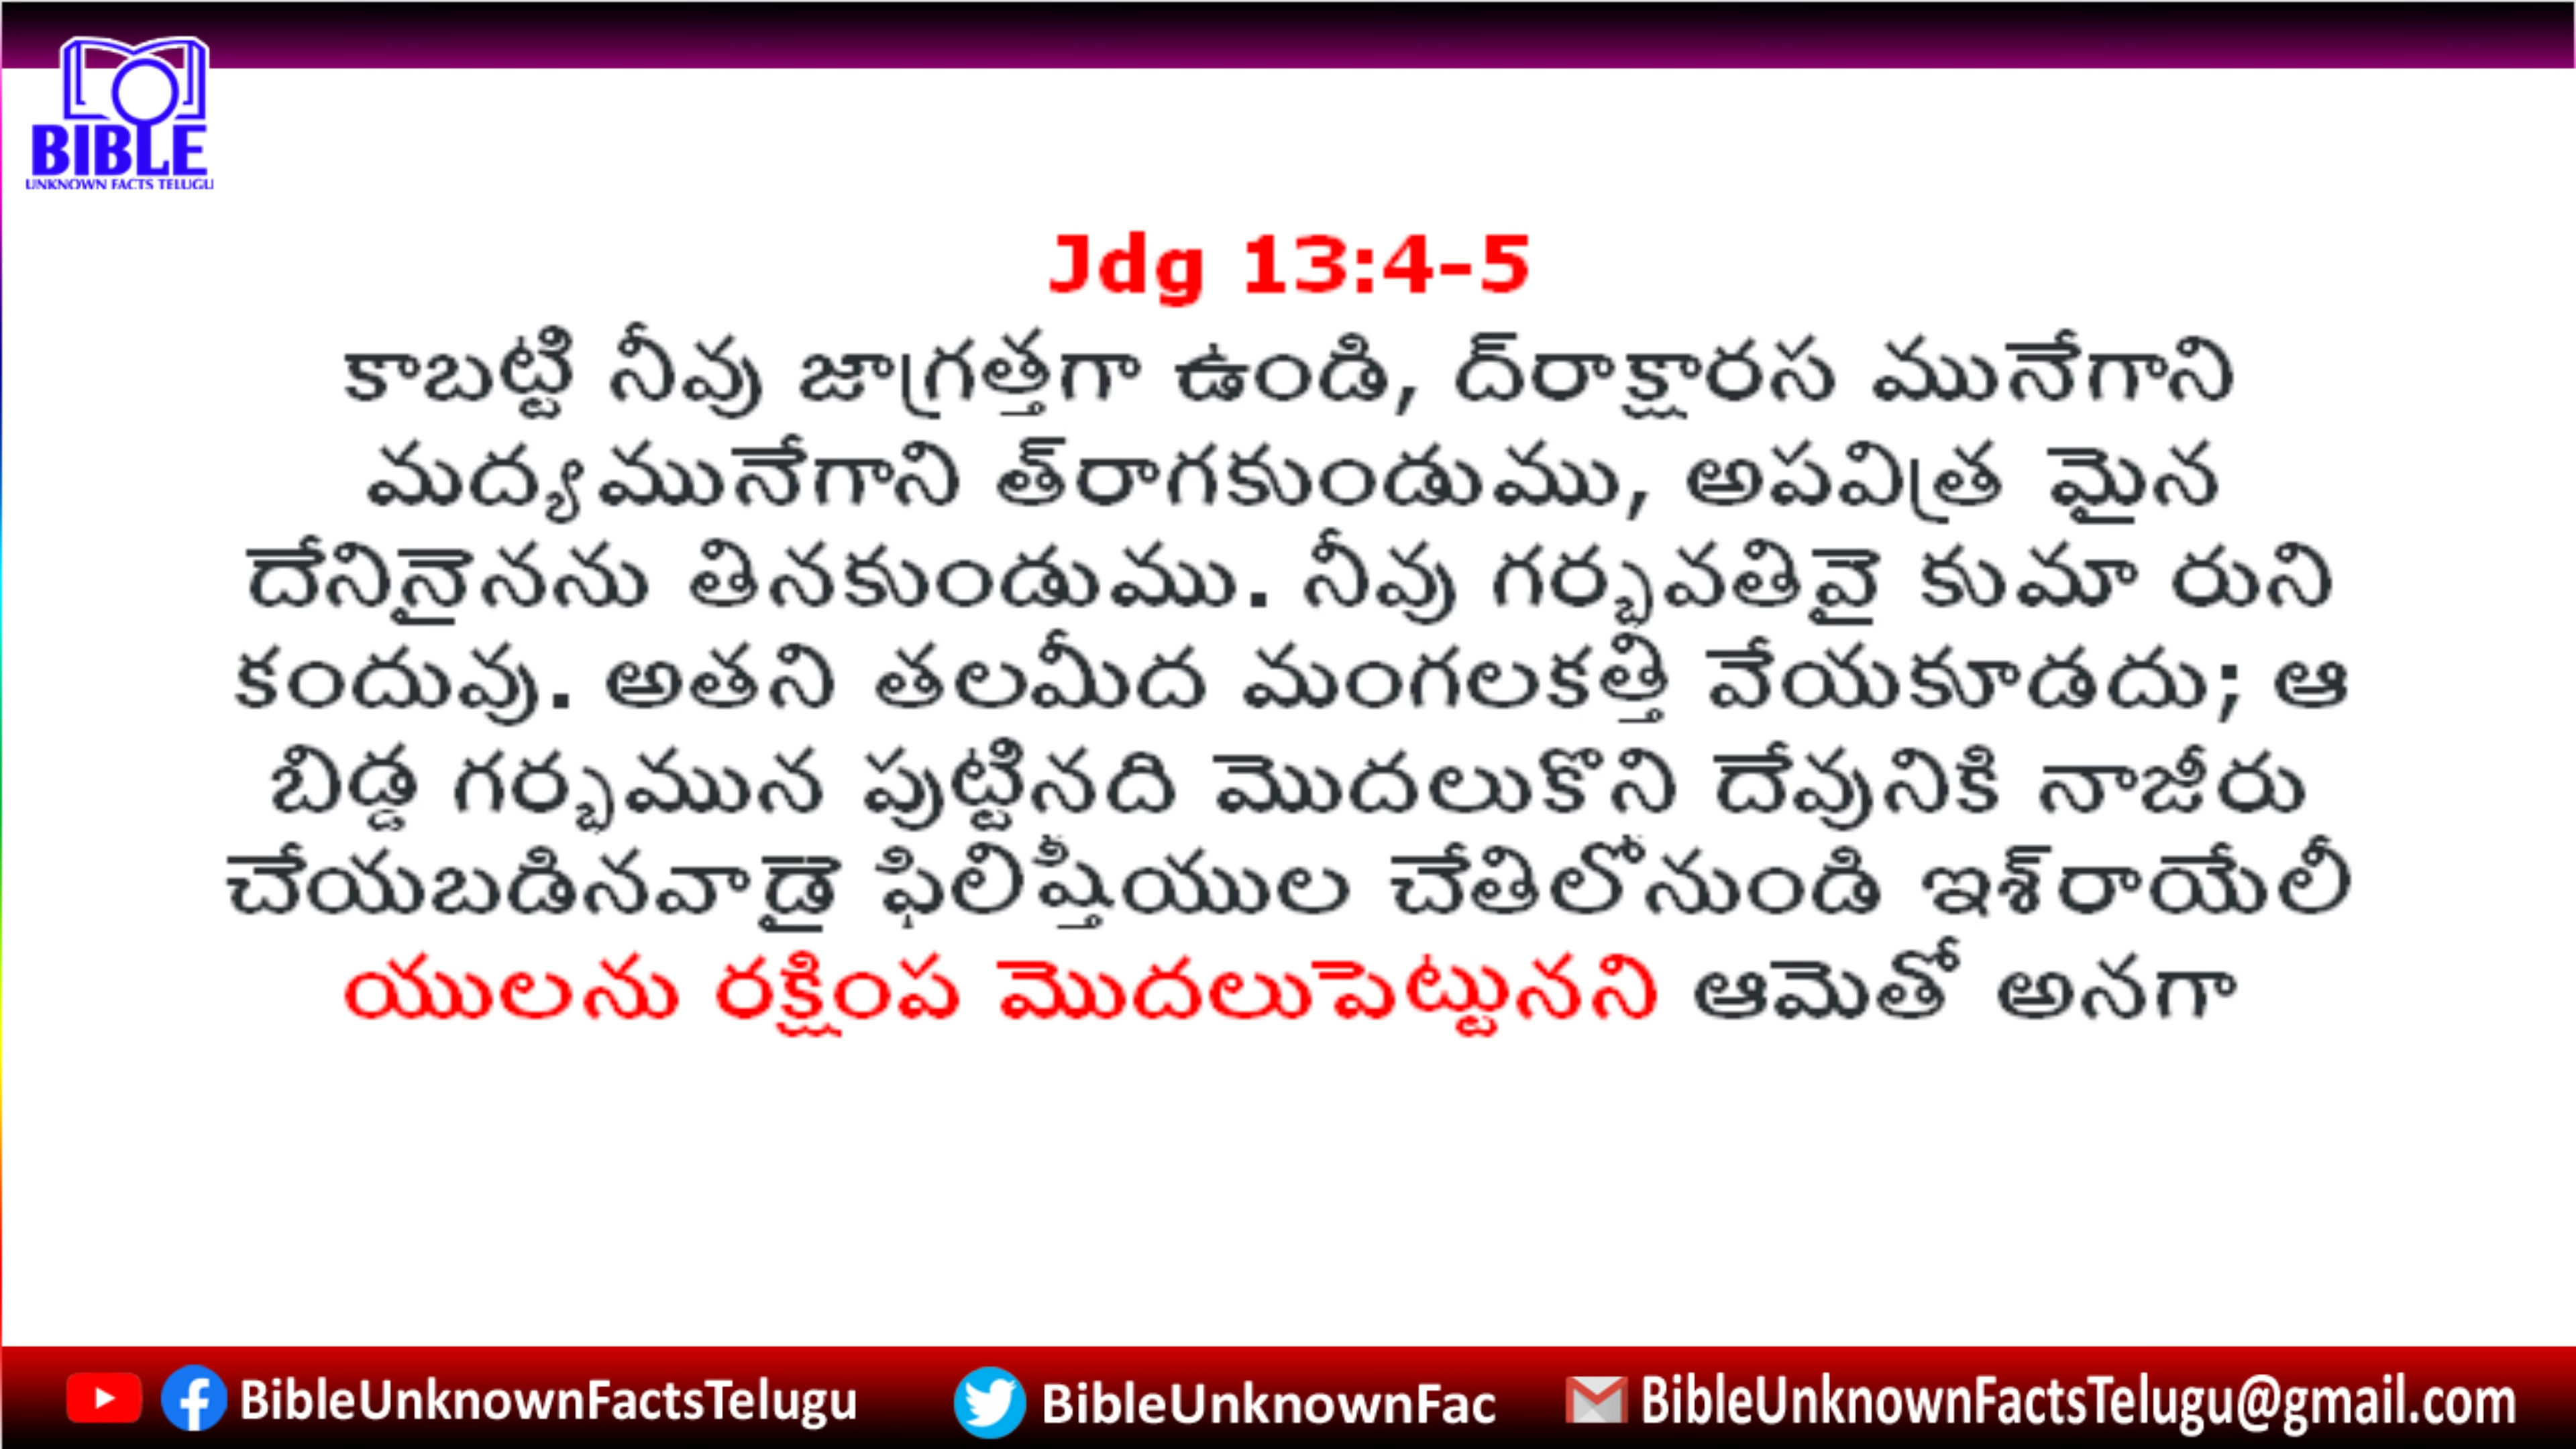 BIBLE
UNKNOWN FACTS TELUGU
Jdg 13:4-5
కాబట్టి నీవు జాగ్రత్తగా ఉండి, ద్‌రాక్షారస మునేగాని
మద్యమునేగాని త్‌రాగకుండుము, అపవిత్ర మైన
దేనినైనను తినకుండుము. నీవు గర్భవతివై కుమా రుని
కందువు. అతని తలమీద మంగలకత్తి వేయకూడదు; ఆ
బిడ్డ గర్భమున పుట్టినది మొదలుకొని దేవునికి నాజీరు
చేయబడినవాడై ఫిలిష్తీయుల చేతిలోనుండి ఇశ్‌రాయేలీ
యులను రక్షింప మొదలుపెట్టునని ఆమెతో అనగా
BibleUnknownFactsTelugu BibleUnknownFac BibleUnknownFactsTelugu@gmail.com